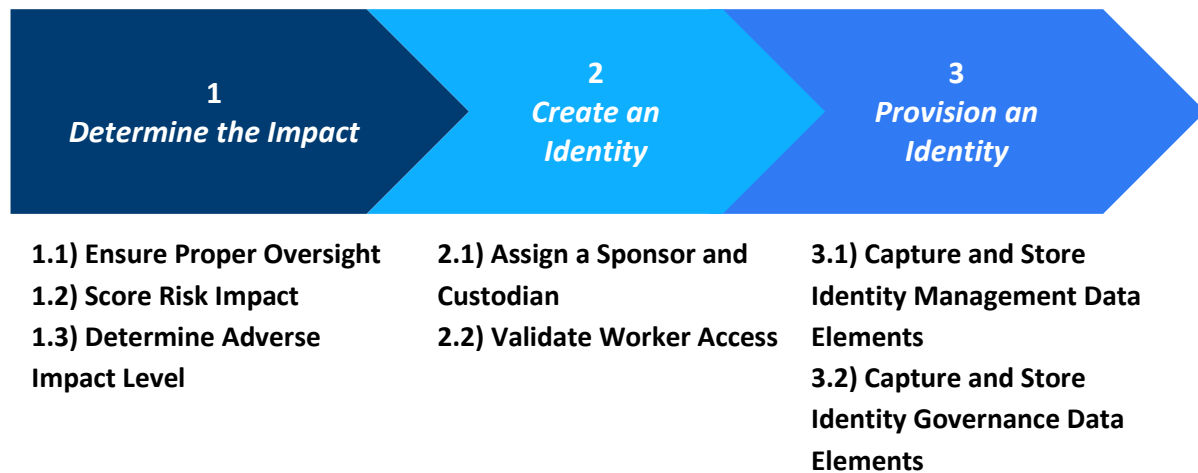 1
Determine the Impact
2
Create an
Identity
3
Provision an
Identity
1.1) Ensure Proper Oversight
1.2) Score Risk Impact
1.3) Determine Adverse
Impact Level
2.1) Assign a Sponsor and
Custodian
2.2) Validate Worker Access
3.1) Capture and Store
Identity Management Data
Elements
3.2) Capture and Store
Identity Governance Data
Elements